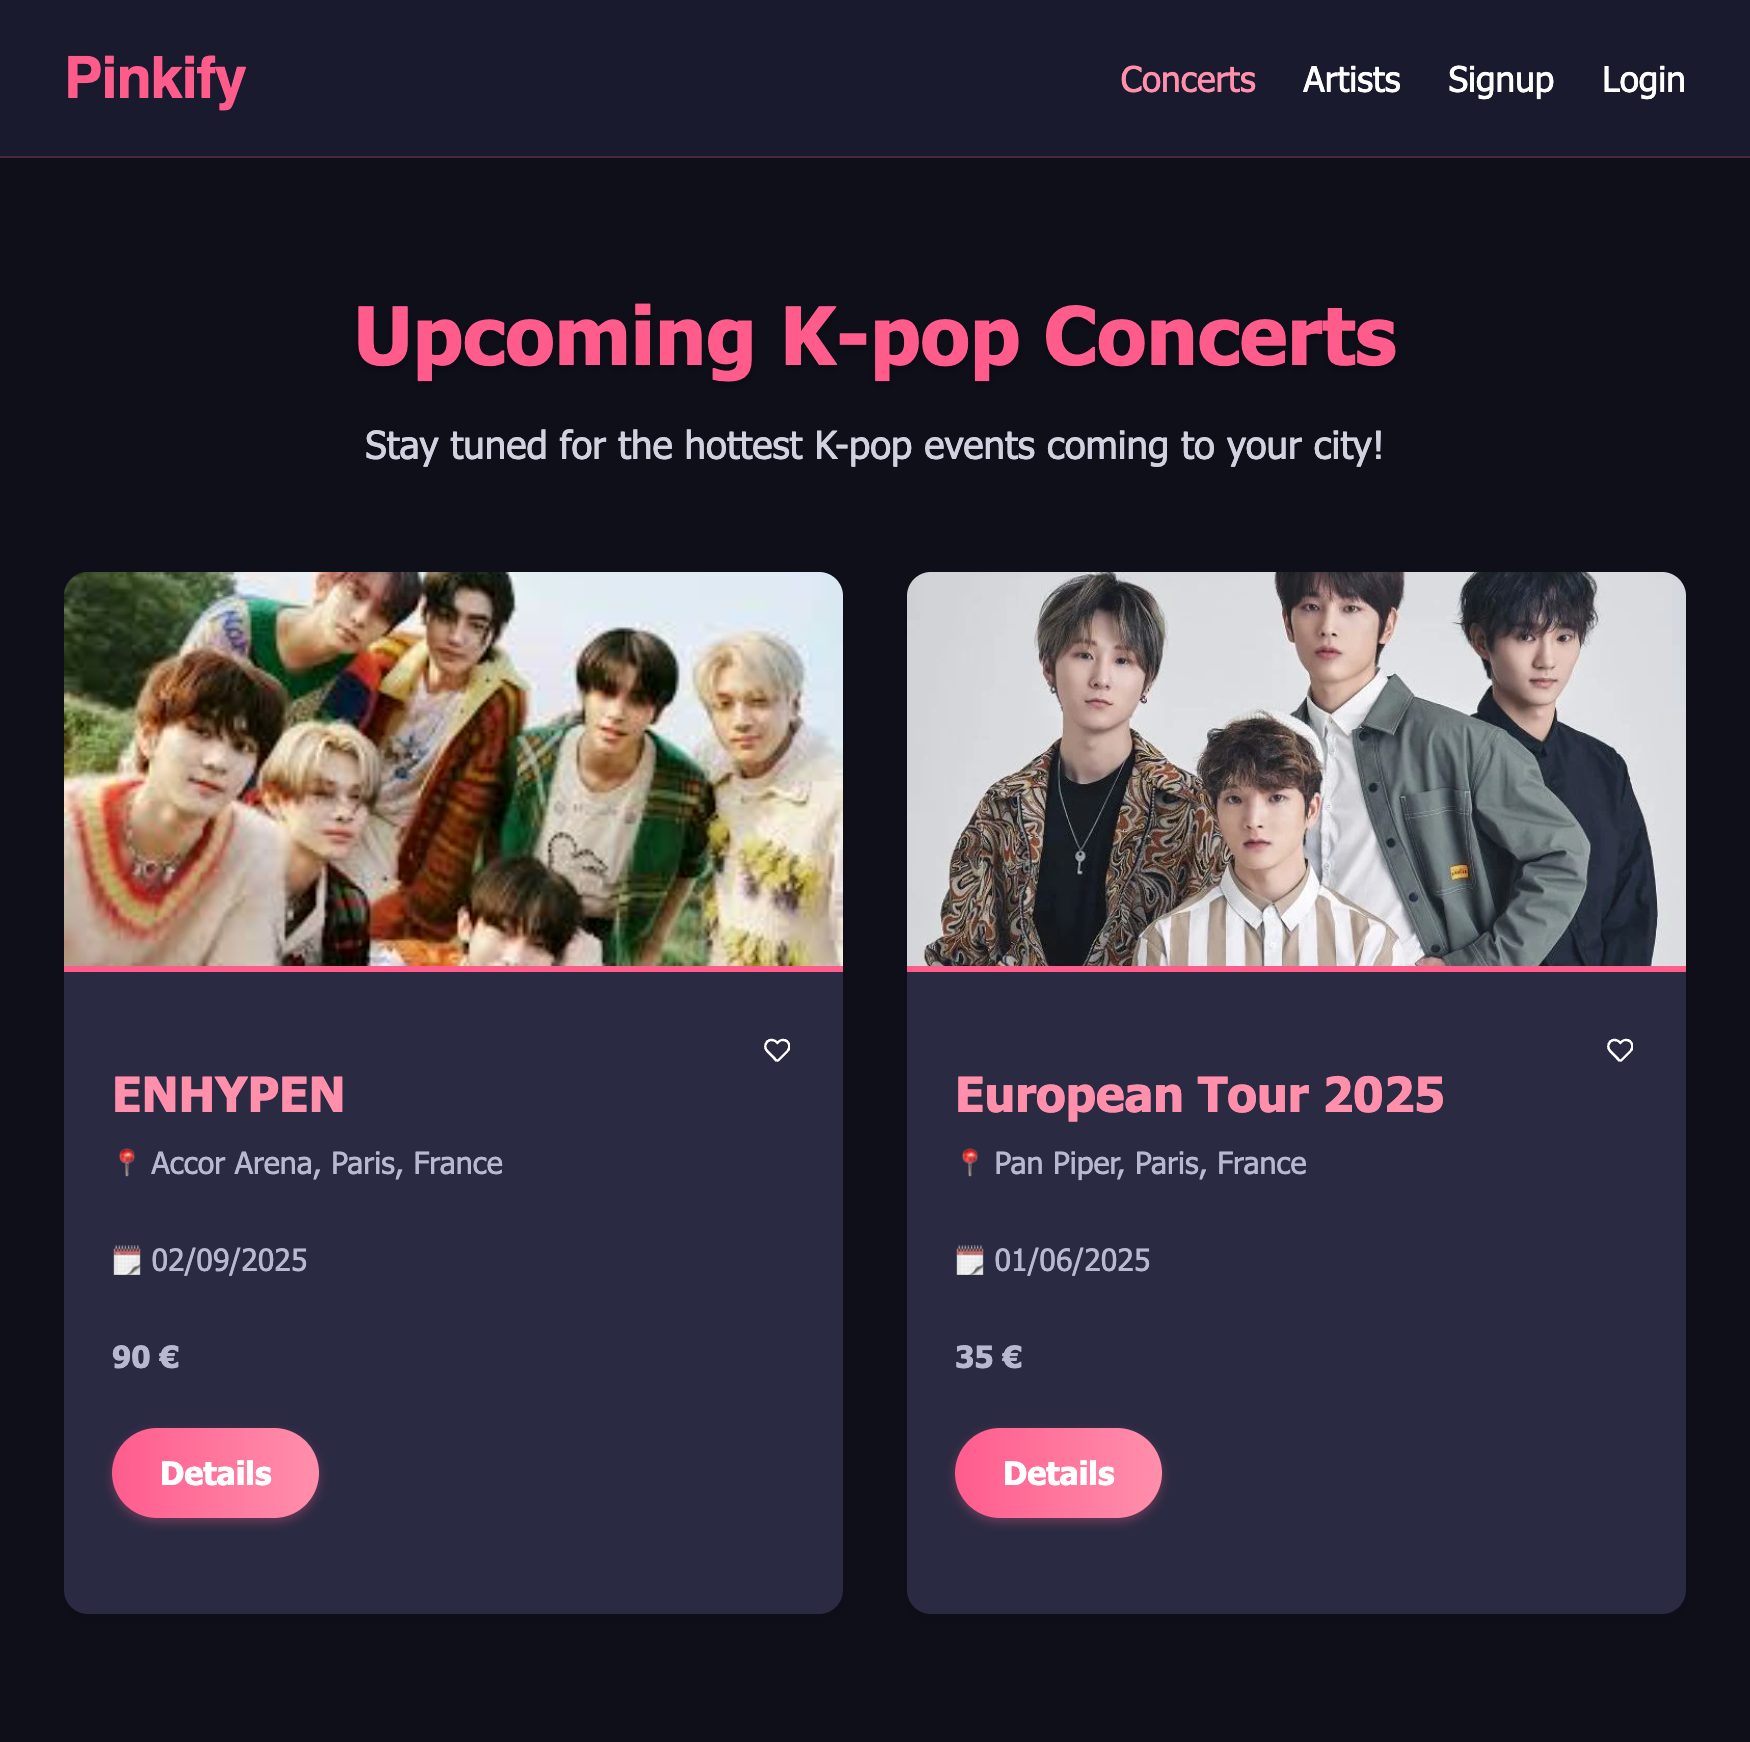 Pinkify
Concerts Artists Signup Login
Upcoming K-pop Concerts
Stay tuned for the hottest K-pop events coming to your city!
ENHYPEN
📍 Accor Arena, Paris, France
🗓️ 02/09/2025
90 €
Details
European Tour 2025
📍 Pan Piper, Paris, France
🗓️ 01/06/2025
35 €
Details